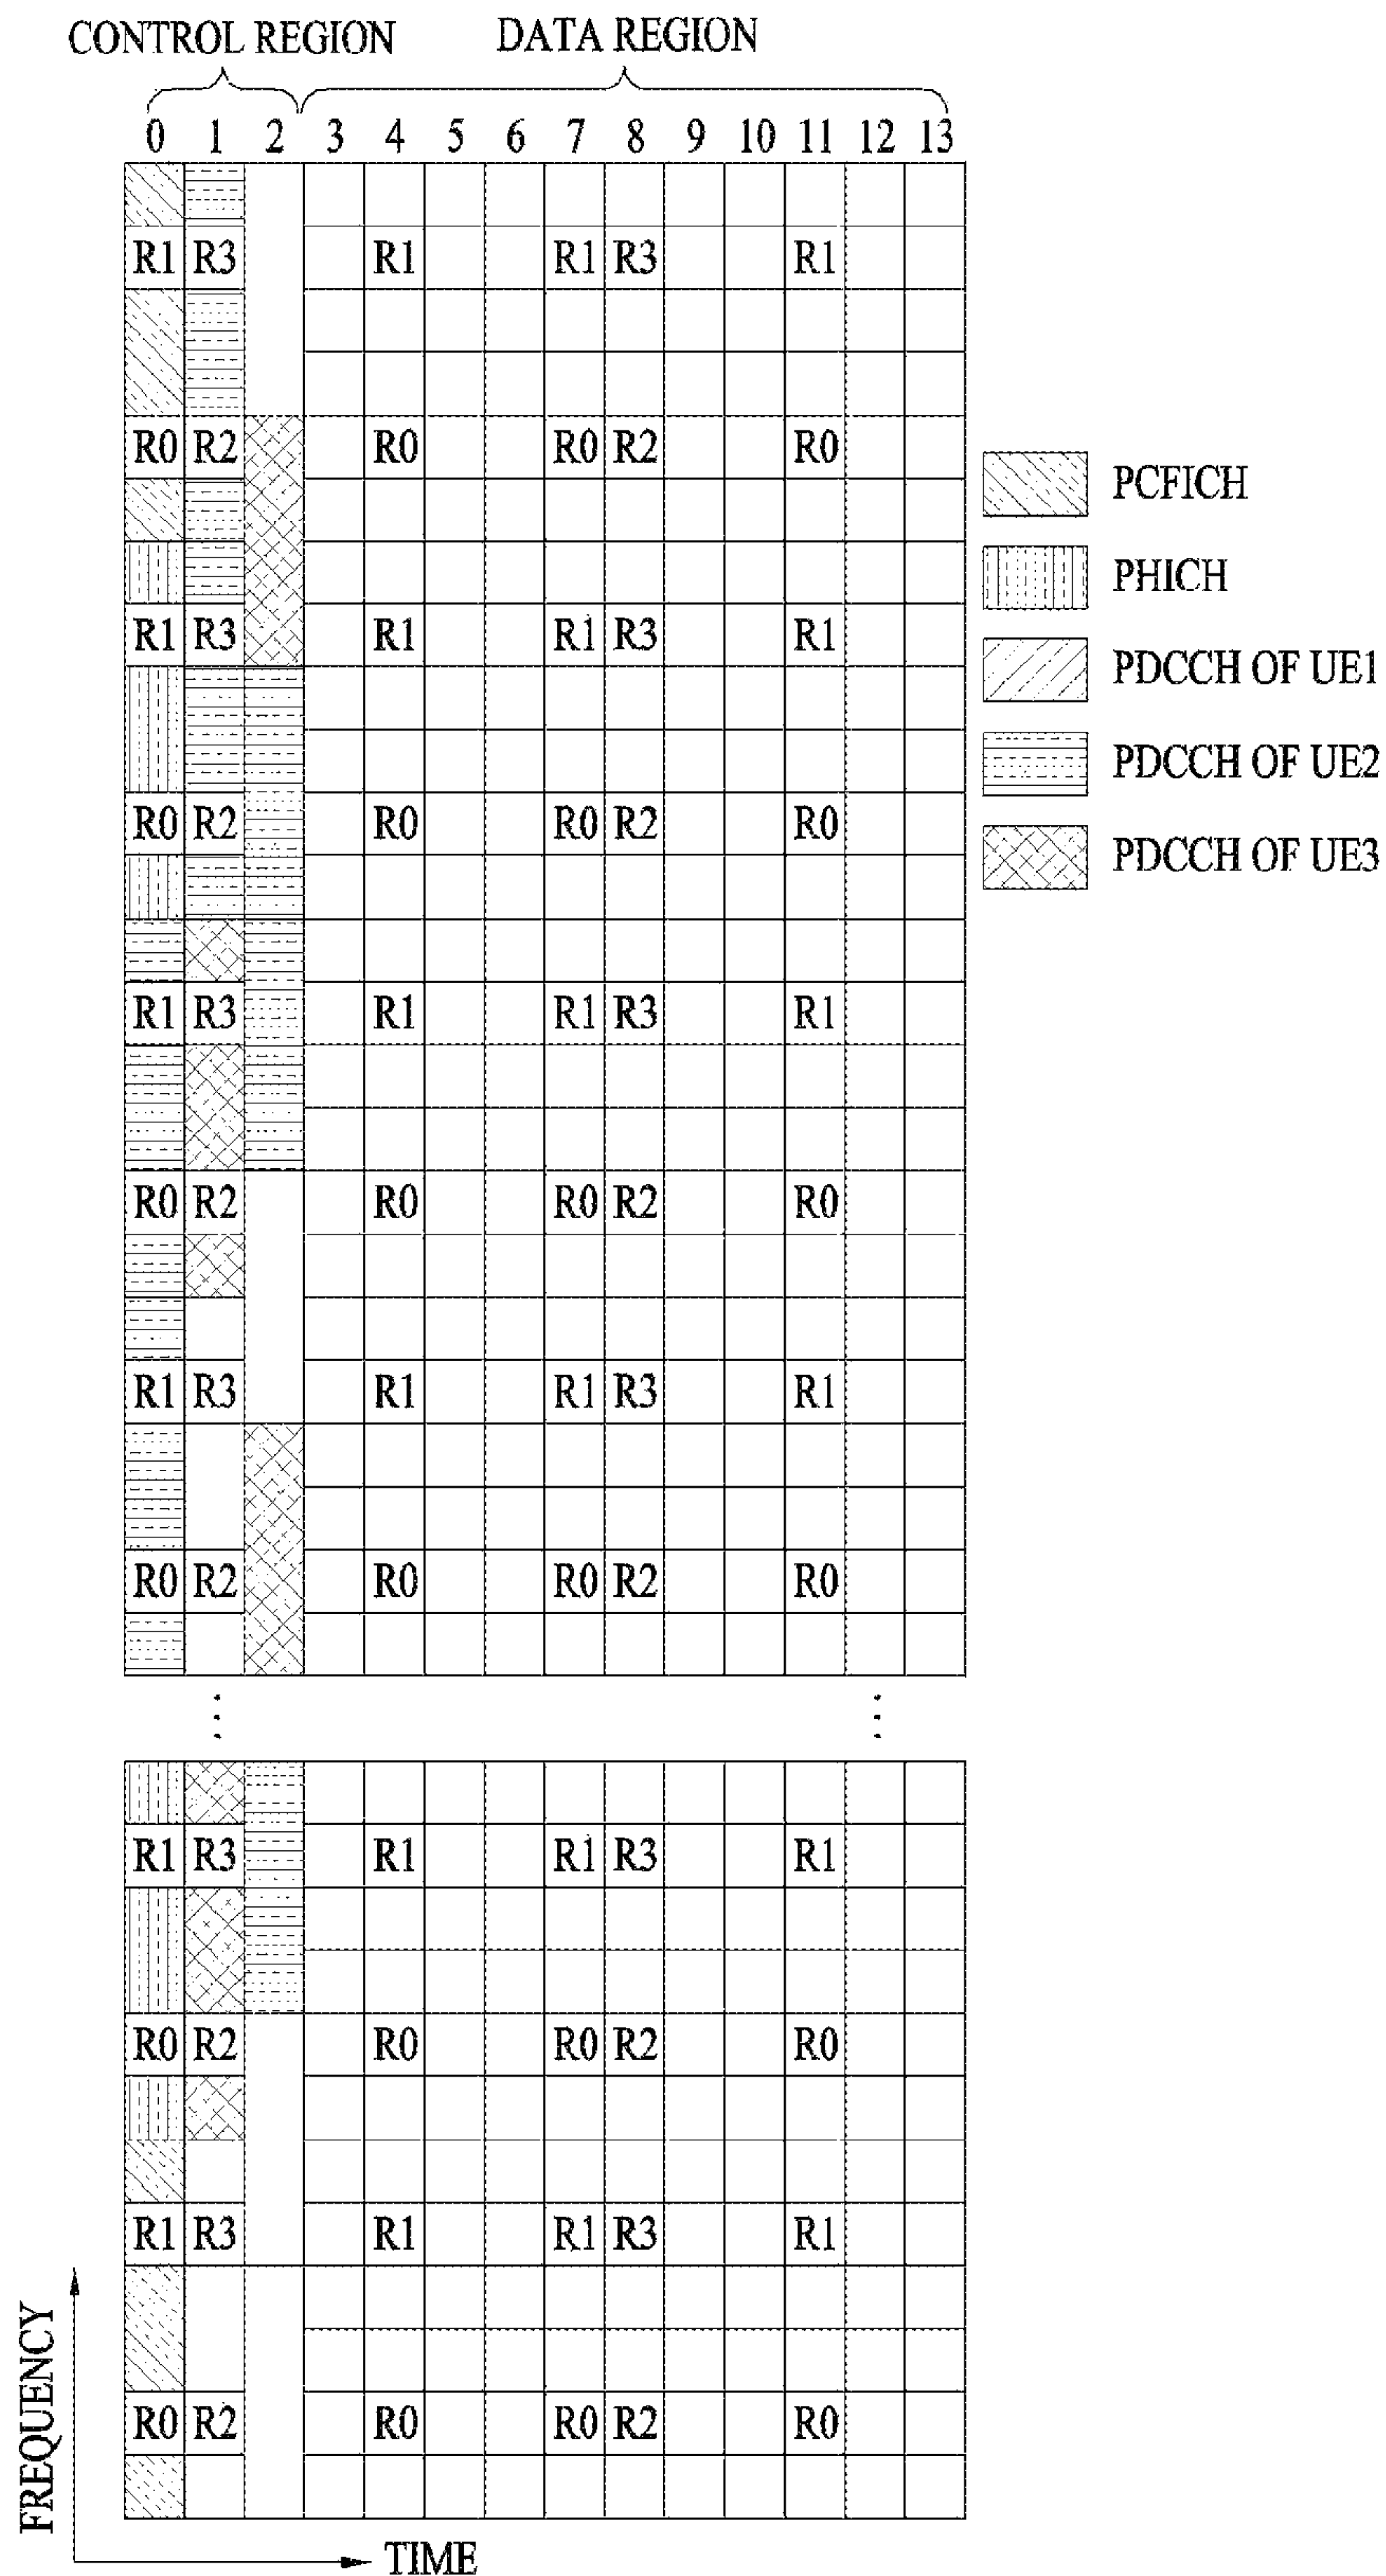 CONTROL REGION DATA REGION
0 1 2 3 4 5 6 7 8 9 10 11 12 13
R1 R3 R1 R1 R3 R1
R0 R2 R0 R0 R2 R0
PCFICH
PHICH
R1 R3 R1 R1 R3 R1
PDCCH OF UE1
PDCCH OF UE2
R0 R2 R0 R0 R2 R0
PDCCH OF UE3
R1 R3 R1 R1 R3 R1
R0 R2 R0 R0 R2 R0
R1 R3 R1 R1 R3 R1
R0 R2 R0 R0 R2 R0
R1 R3 R1 R1 R3 R1
R0 R2 R0 R0 R2 R0
R1 R3 R1 R1 R3 R1
R0 R2 R0 R0 R2 R0
FREQUENCY
TIME